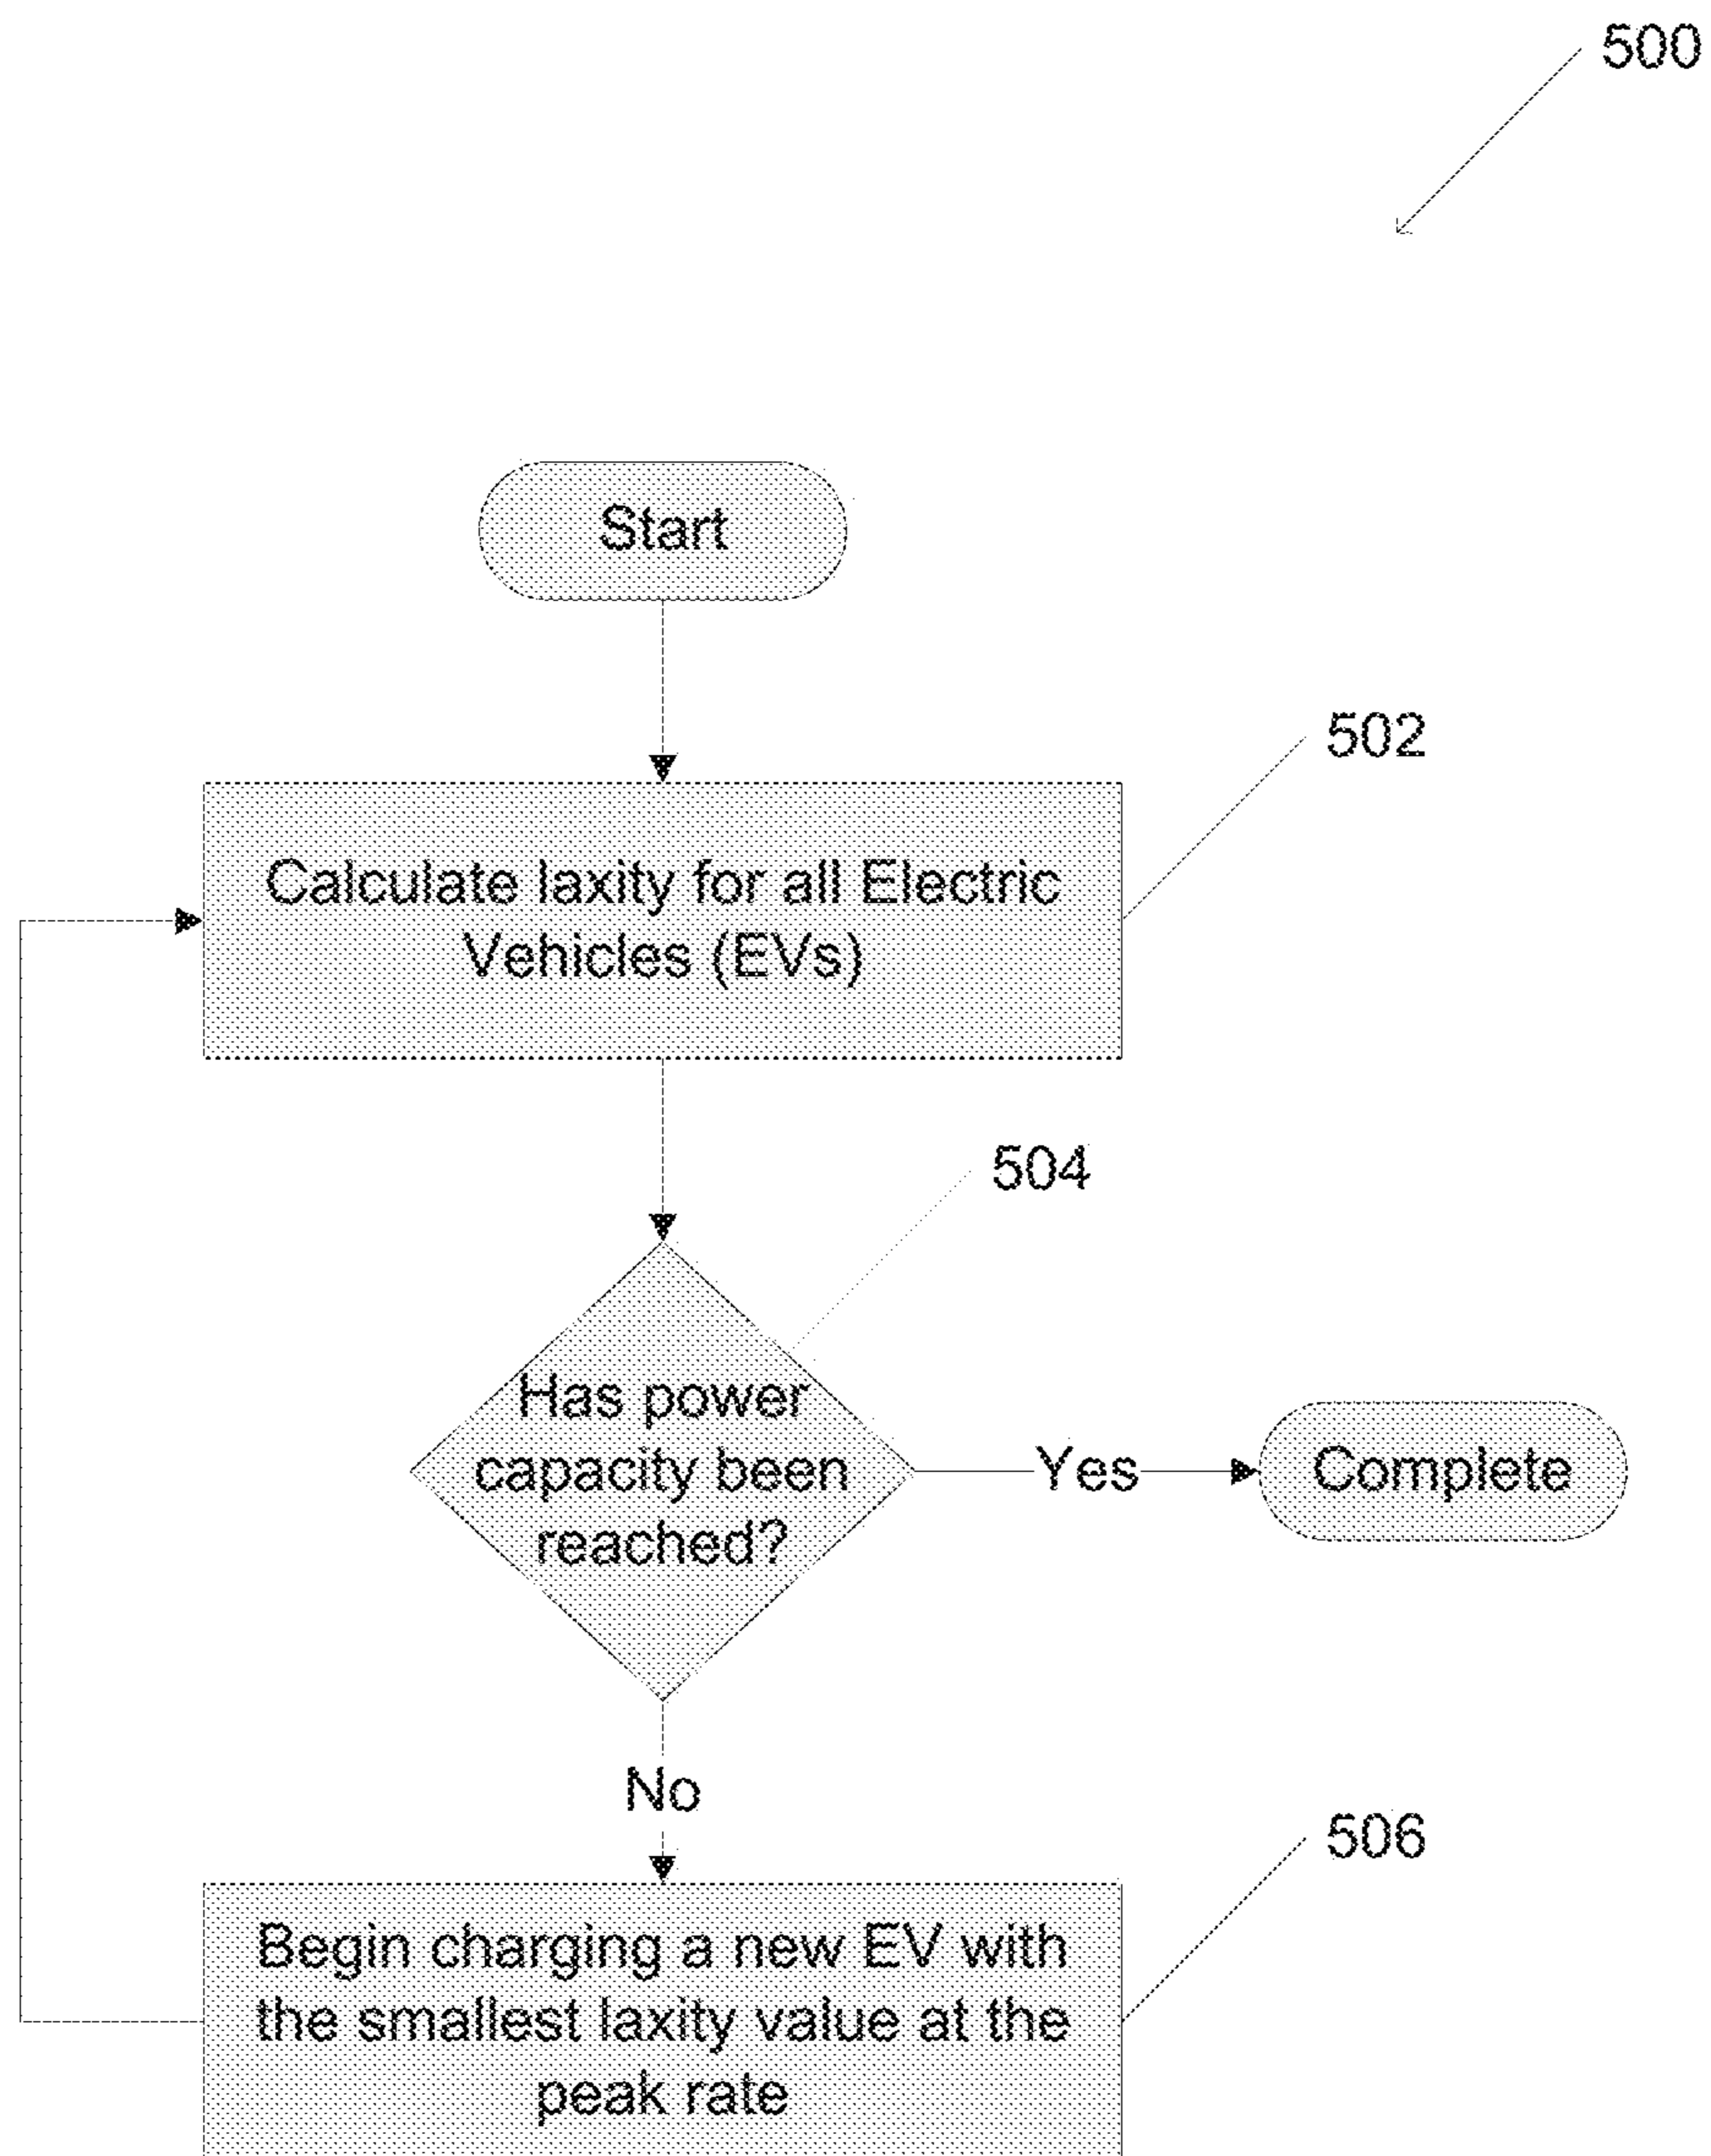 500
Start
502
Calculate laxity for all Electric
Vehicles (EVs)
504
Has power
capacity been
reached?
Yes
Complete
No
506
Begin charging a new EV with
the smallest laxity value at the
peak rate